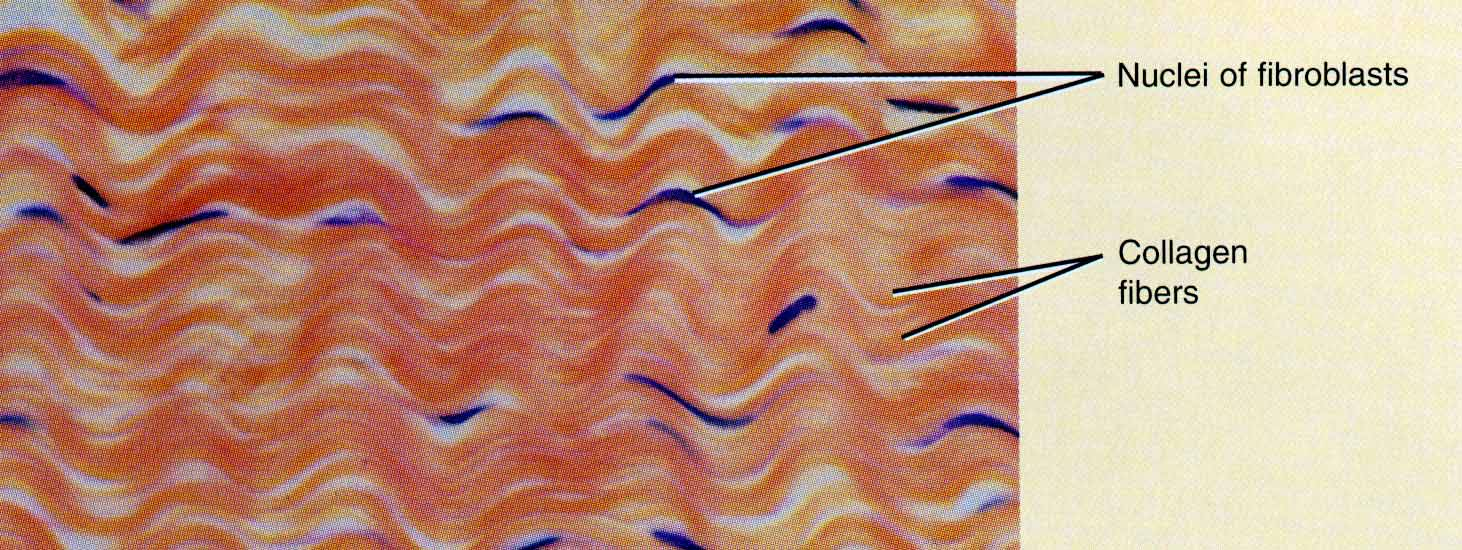 Nuclei of fibroblasts
Collagen
fibers